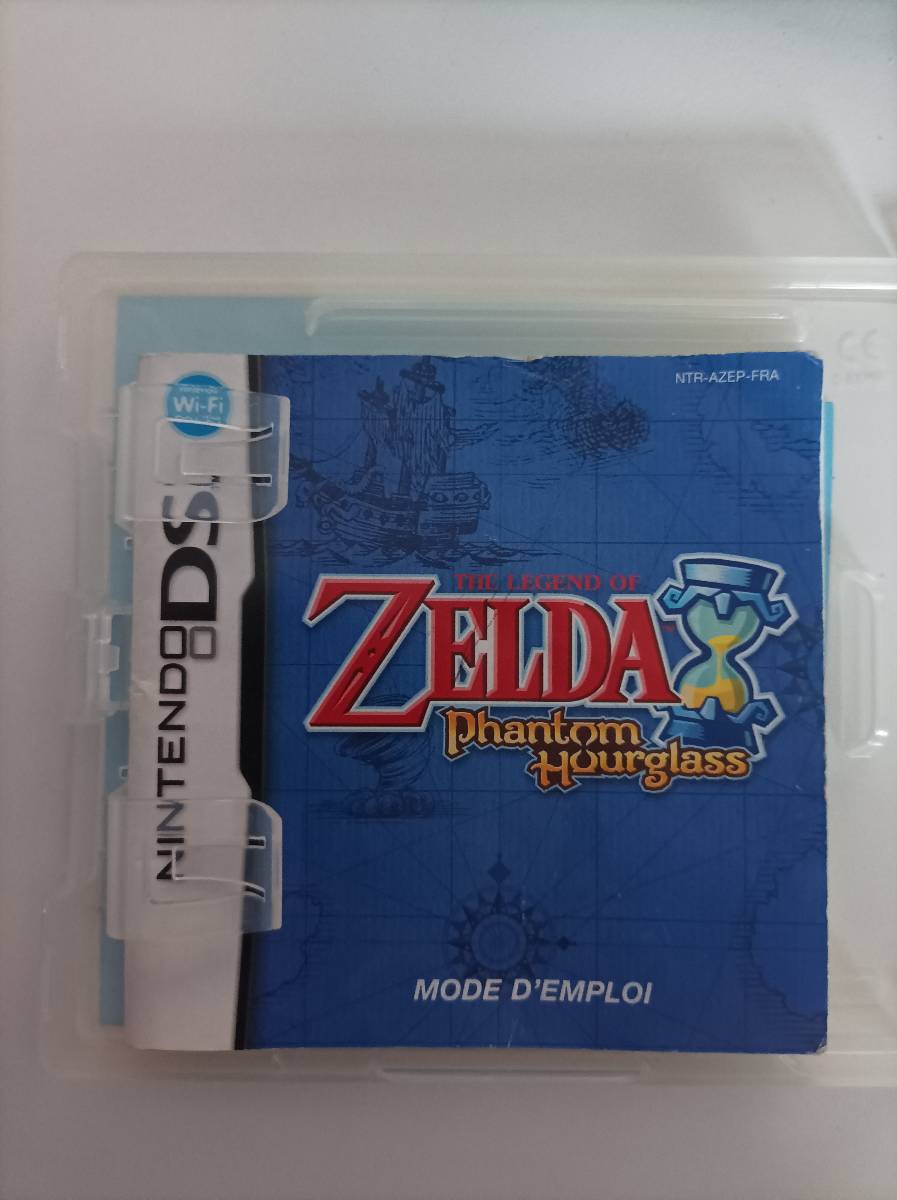 NTR-AZEP-FRA
Wi-Fi
NINTENDO DS
THE LEGEND OF
ZELDA
Phantom
Hourglass
MODE D'EMPLOI